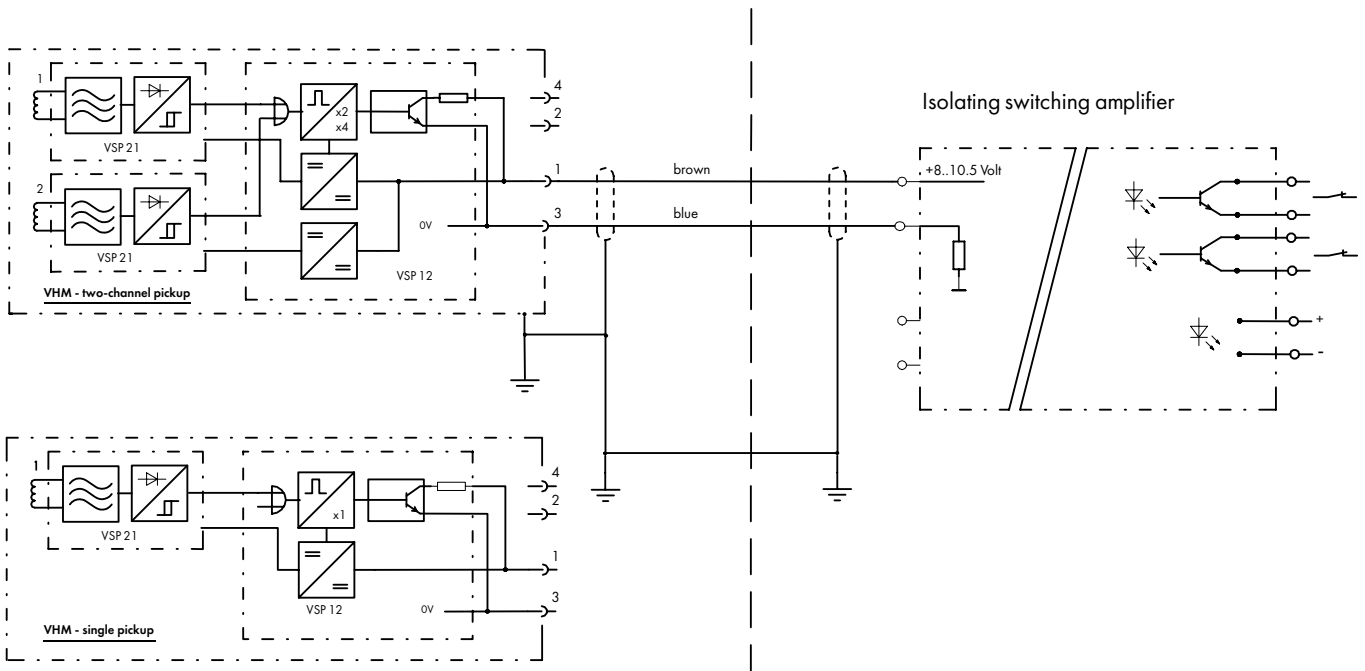 1
VSP 21
2
VSP 21
VHM - two-channel pickup
x2
x4
0V
VSP 12
4
2
1
3
brown
blue
Isolating switching amplifier
+8..10.5 Volt
+
-
1
VSP 21
VHM - single pickup
x1
VSP 12
0V
4
2
1
3